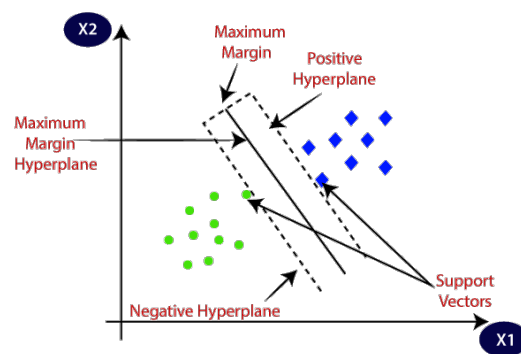 X2
Maximum
Margin
Positive
Hyperplane
Maximum
Margin
Hyperplane
Support
Vectors
Negative Hyperplane
X1